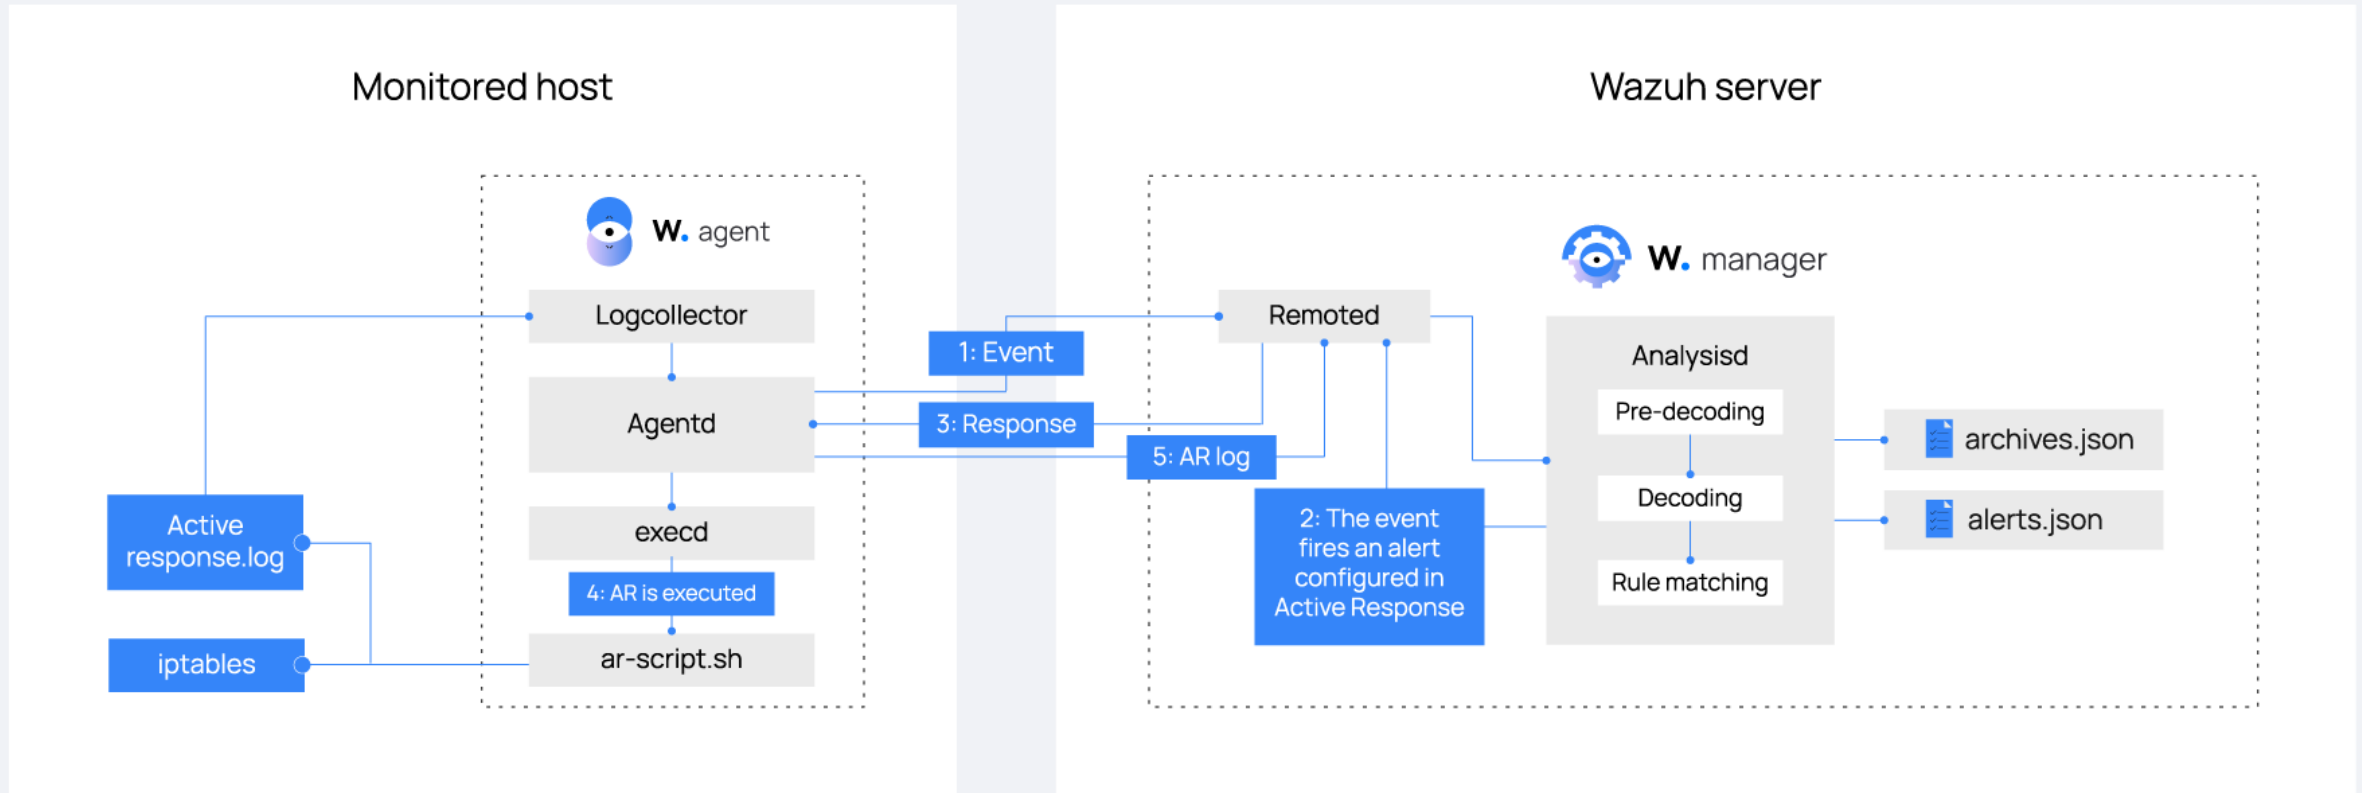 Monitored host
Wazuh server
W. agent
W. manager
Logcollector
Remoted
1: Event
Analysisd
Pre-decoding
Agentd
3: Response
archives.json
5: AR log
Decoding
Active
response.log
2: The event
fires an alert
configured in
Active Response
alerts.json
execd
4: AR is executed
Rule matching
iptables
ar-script.sh